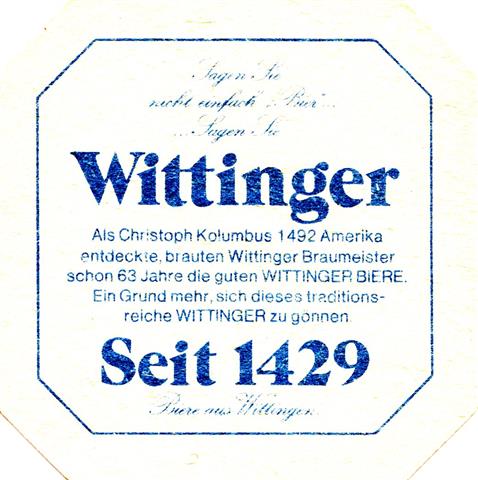 Sagen Sie
nicht einfach „Bier"...
...Sagen Sie
Wittinger
Als Christoph Kolumbus 1492 Amerika
entdeckte, brauten Wittinger Braumeister
schon 63 Jahre die guten WITTINGER BIERE.
Ein Grund mehr, sich dieses traditions-
reiche WITTINGER zu gönnen.
Seit 1429
Biere aus Wittingen.